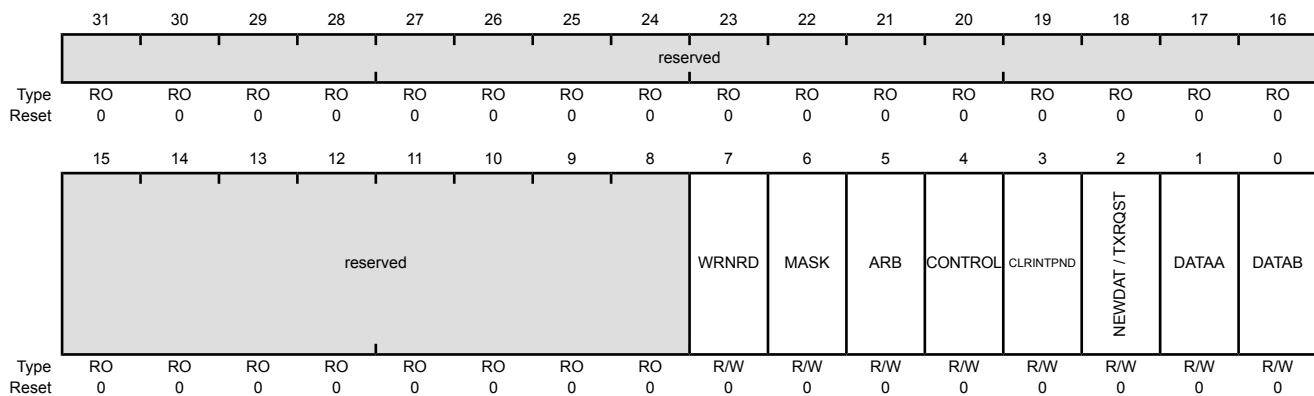 31 30 29 28 27 26 25 24 23 22 21 20 19 18 17 16
reserved
Type RO RO RO RO RO RO RO RO RO RO RO RO RO RO RO RO
Reset 0 0 0 0 0 0 0 0 0 0 0 0 0 0 0 0
15 14 13 12 11 10 9 8 7 6 5 4 3 2 1 0
reserved WRNRD MASK ARB CONTROL CLRINTPND NEWDAT / TXRQST DATAA DATAB
Type RO RO RO RO RO RO RO RO R/W R/W R/W R/W R/W R/W R/W R/W
Reset 0 0 0 0 0 0 0 0 0 0 0 0 0 0 0 0